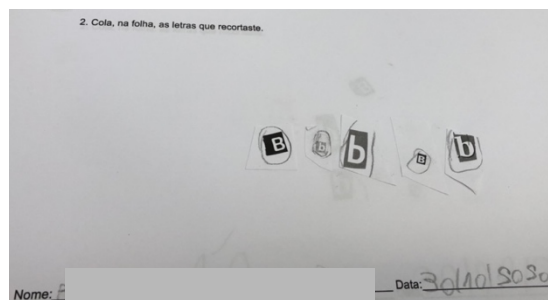 2. Cola, na folha, as letras que recortaste.
B b b B b
Nome:
Data: 30/10/2020